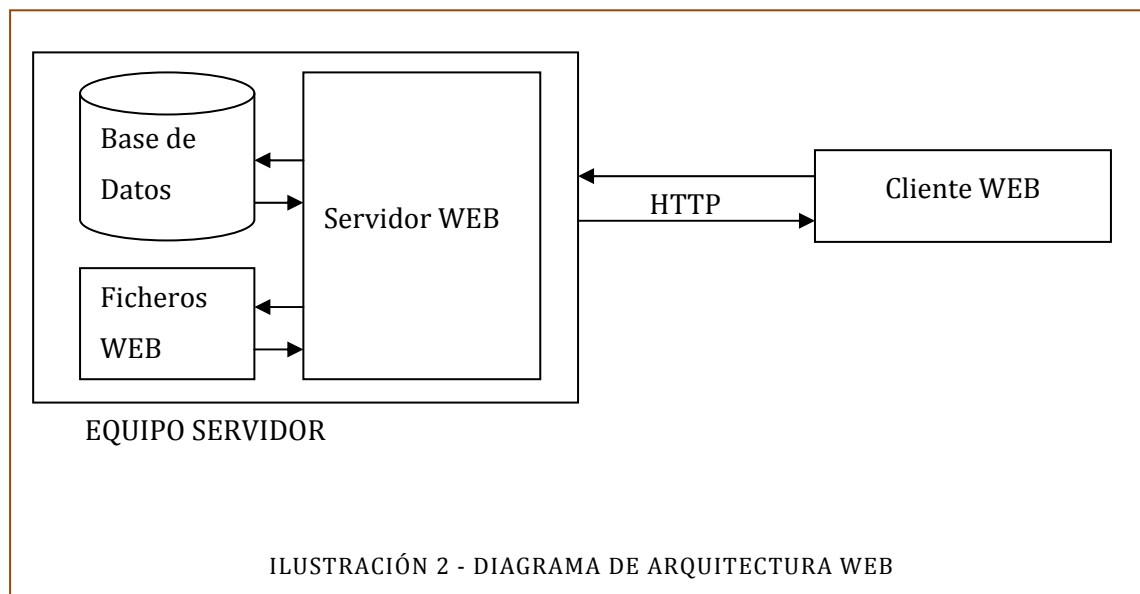 Base de
Datos
Servidor WEB
Ficheros
WEB
EQUIPO SERVIDOR
HTTP
Cliente WEB
ILUSTRACIÓN 2 - DIAGRAMA DE ARQUITECTURA WEB